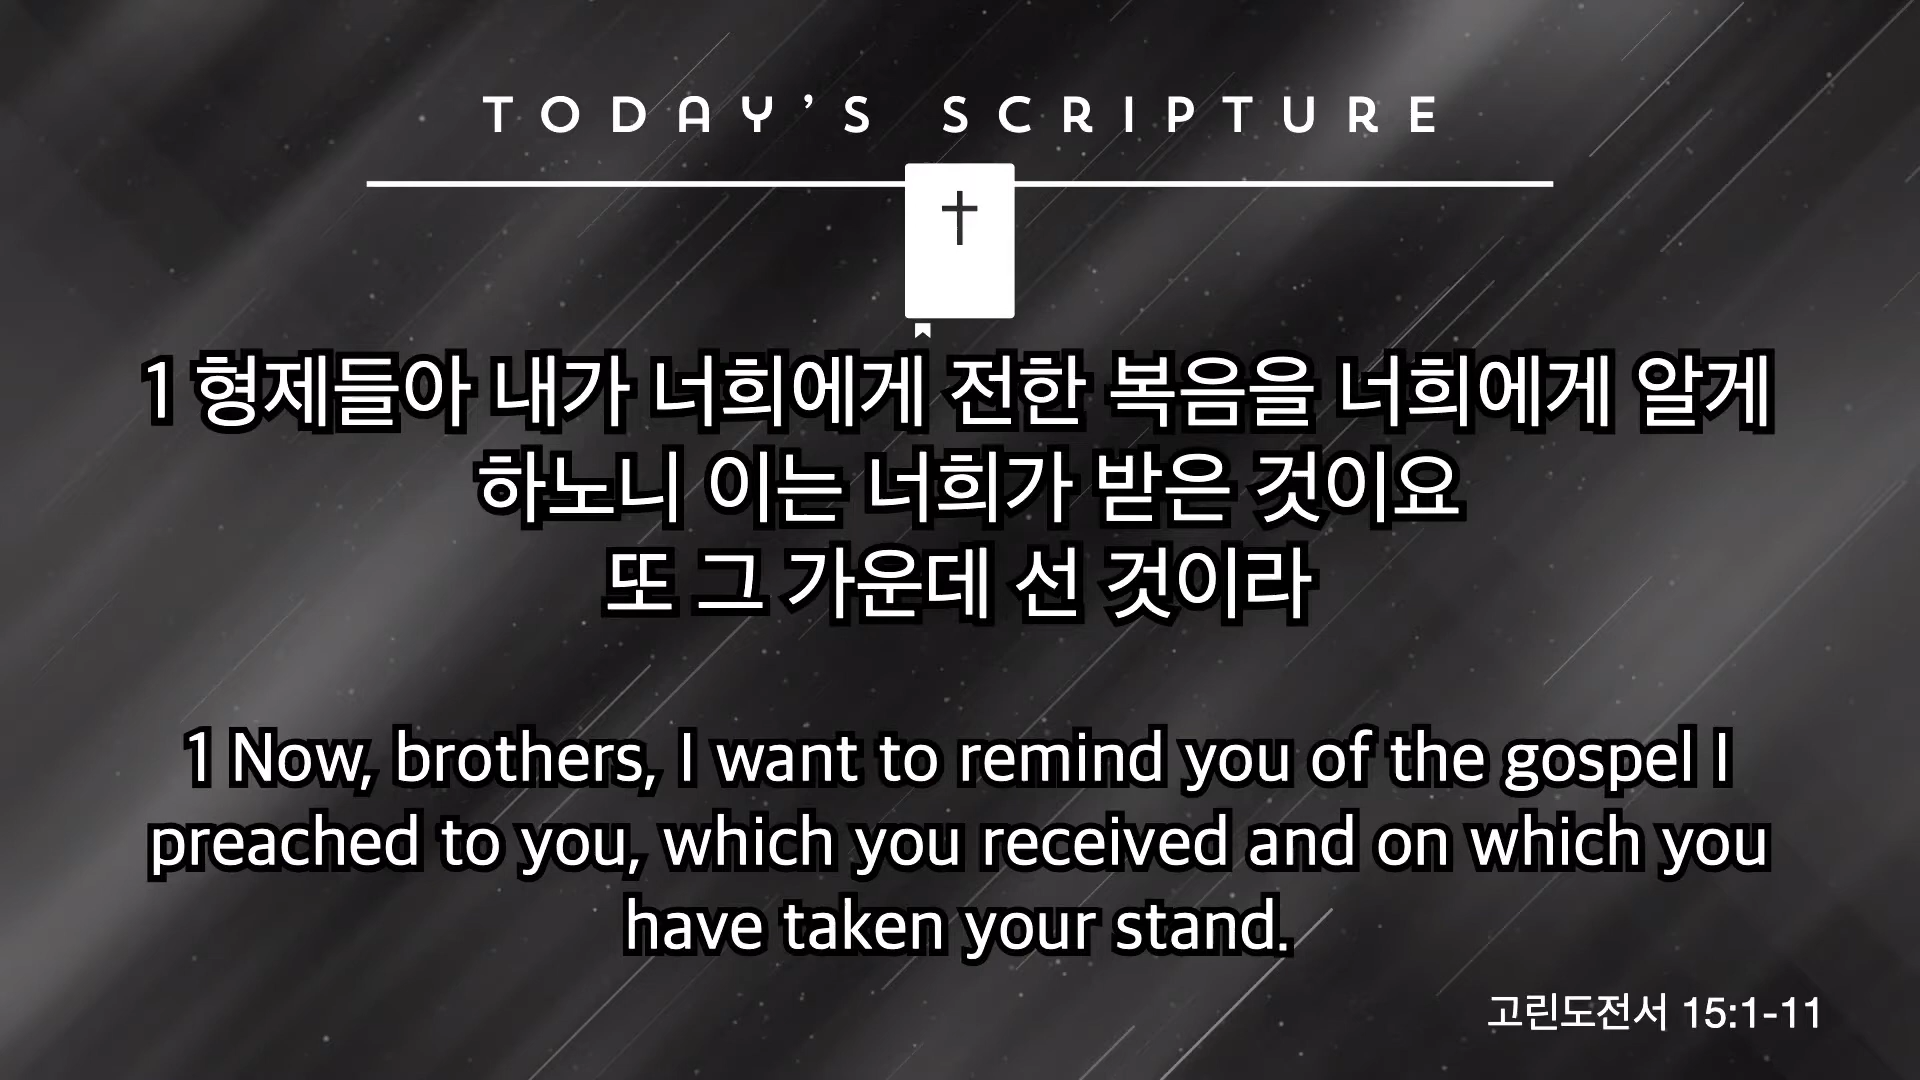 TODAY'S SCRIPTURE
1 형제들아 내가 너희에게 전한 복음을 너희에게 알게
하노니 이는 너희가 받은 것이요
또 그 가운데 선 것이라
1 Now, brothers, I want to remind you of the gospel I
preached to you, which you received and on which you
have taken your stand.
고린도전서 15:1-11